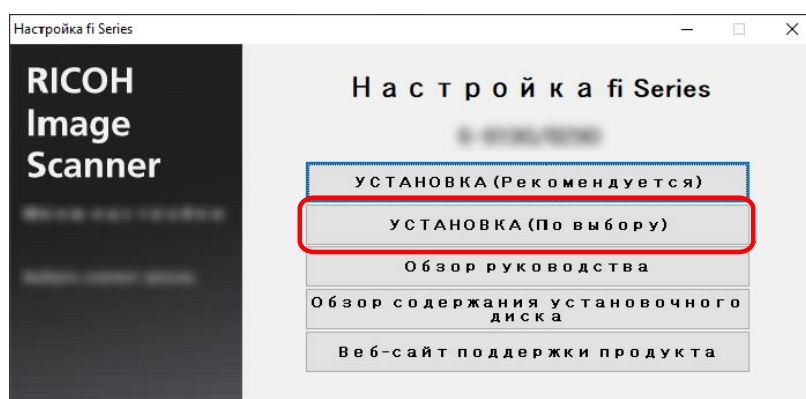 Настройка fi Series
RICOH
Image
Scanner
Настройка fi Series
УСТАНОВКА (Рекомендуется)
УСТАНОВКА (По выбору)
Обзор руководства
Обзор содержания установочного
диска
Веб-сайт поддержки продукта